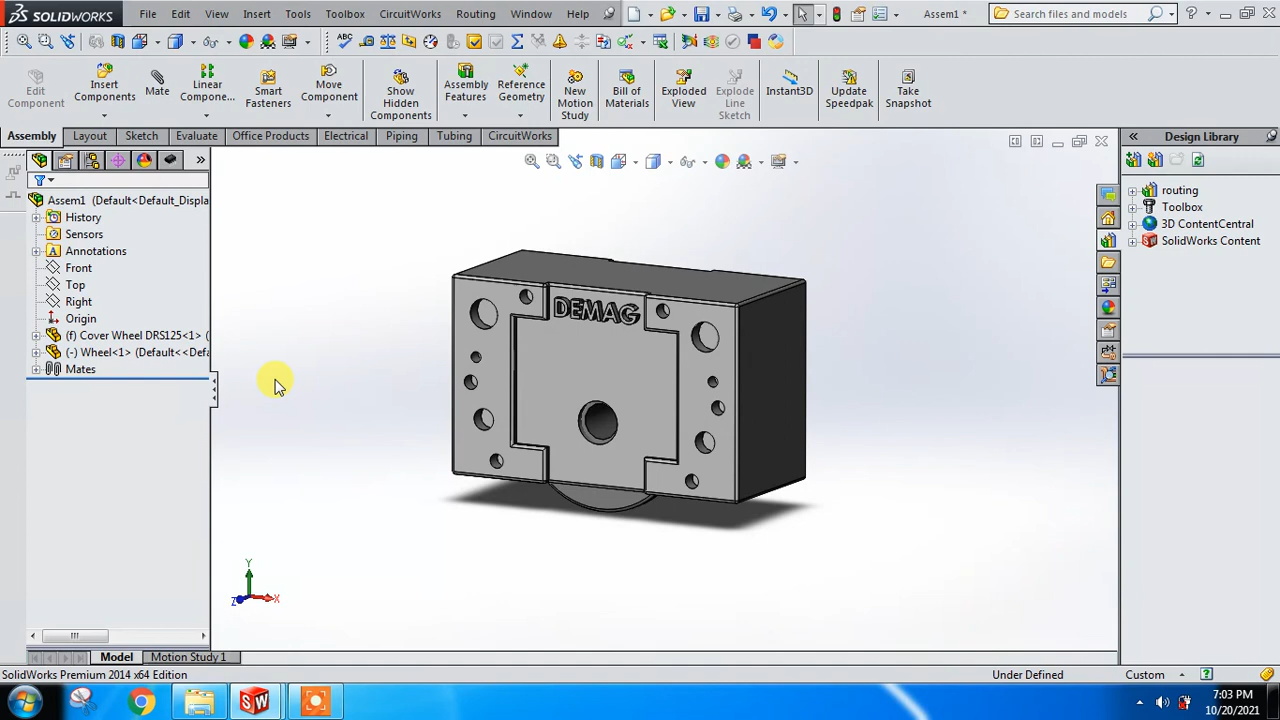 SOLIDWORKS File Edit View Insert Tools Toolbox CircuitWorks Routing Window Help Assem1 * Search files and models
Edit Component
Insert Components
Mate
Linear Compone...
Smart Fasteners
Move Component
Show Hidden Components
Assembly Features
Reference Geometry
New Motion Study
Bill of Materials
Exploded View
Explode Line Sketch
Instant3D
Update Speedpak
Take Snapshot
Assembly Layout Sketch Evaluate Office Products Electrical Piping Tubing CircuitWorks
Design Library
Assem1 (Default<Default_Displa
History
Sensors
Annotations
Front
Top
Right
Origin
(f) Cover Wheel DRS125<1> (
(-) Wheel<1> (Default<<Defa
Mates
routing
Toolbox
3D ContentCentral
SolidWorks Content
DEMAG
Y
X
Z
Model Motion Study 1
SolidWorks Premium 2014 x64 Edition Under Defined Custom
7:03 PM
10/20/2021